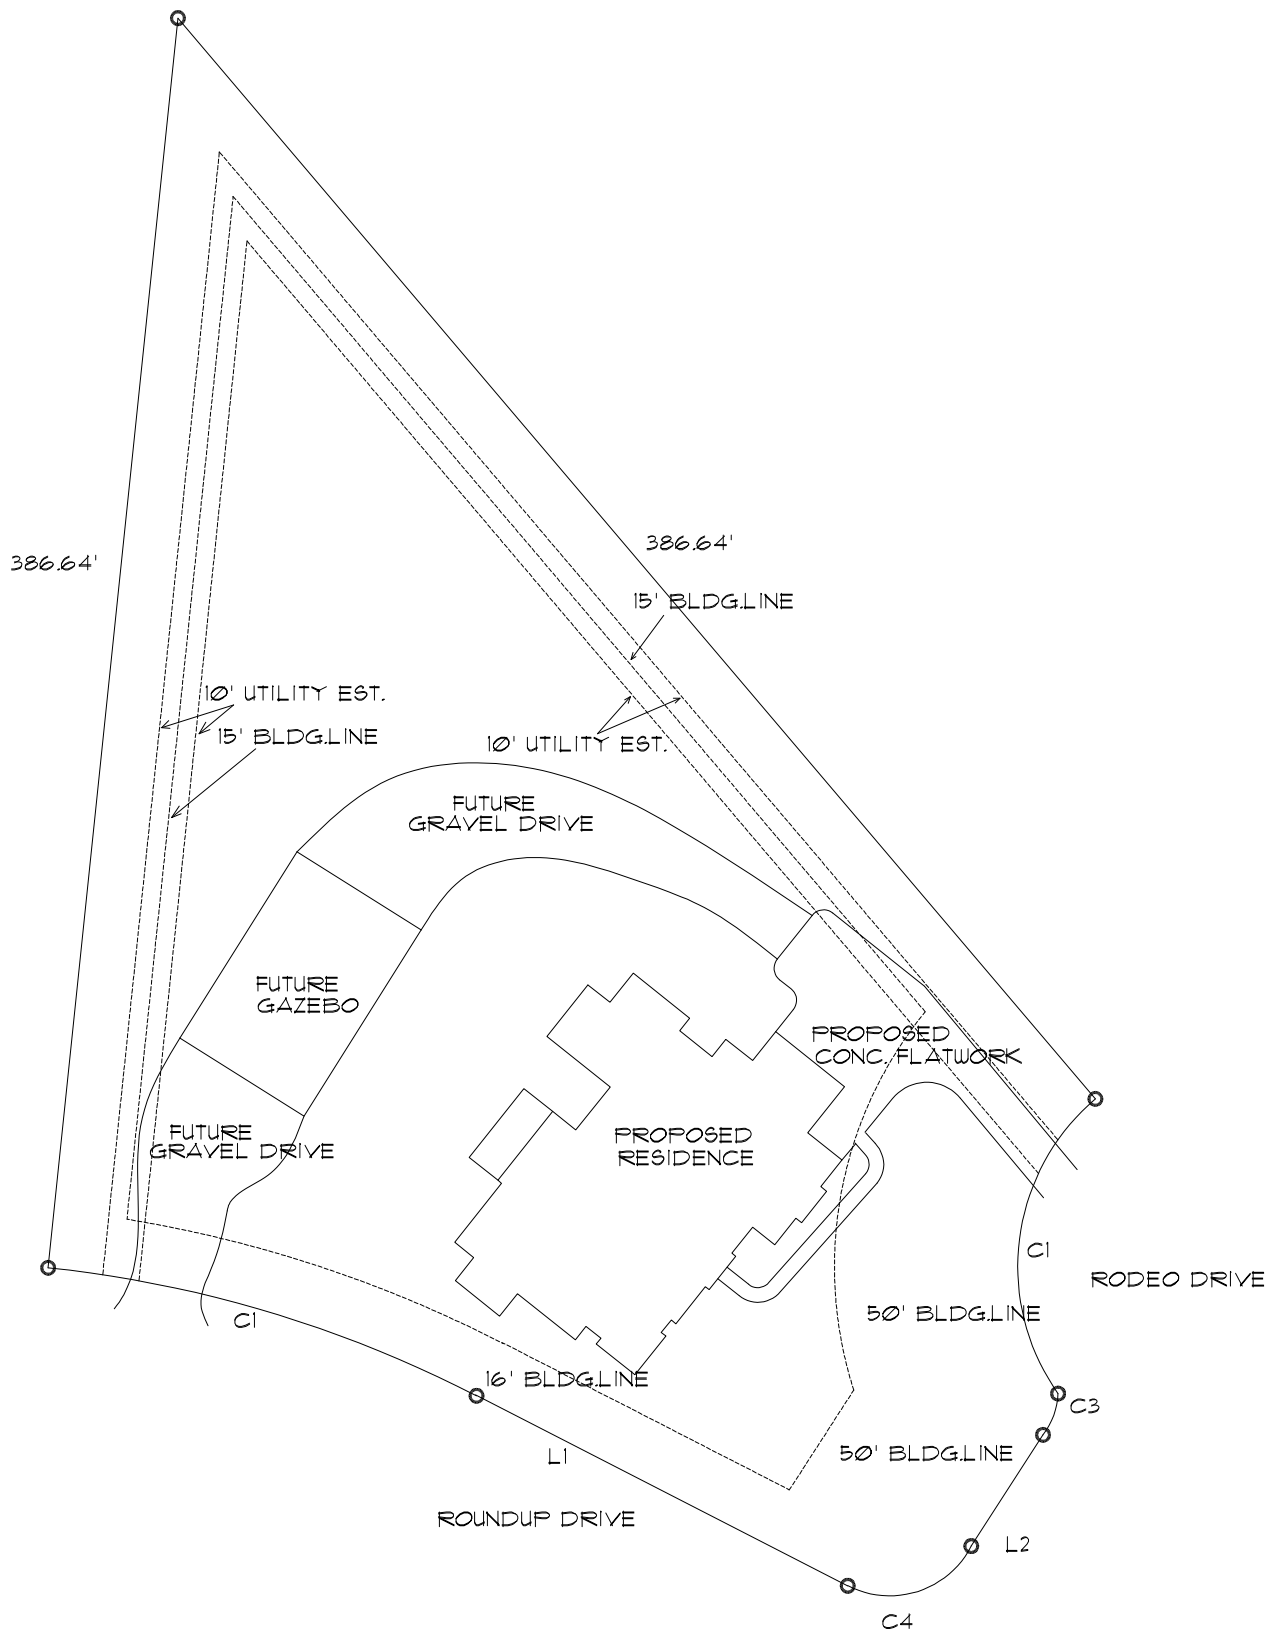 386.64'
386.64'
15' BLDG.LINE
10' UTILITY EST.
15' BLDG.LINE
10' UTILITY EST.
FUTURE
GRAVEL DRIVE
FUTURE
GAZEBO
PROPOSED
CONC. FLATWORK
FUTURE
GRAVEL DRIVE
PROPOSED
RESIDENCE
C1
RODEO DRIVE
50' BLDG.LINE
C1
16' BLDG.LINE
C3
L1
50' BLDG.LINE
ROUNDUP DRIVE
L2
C4